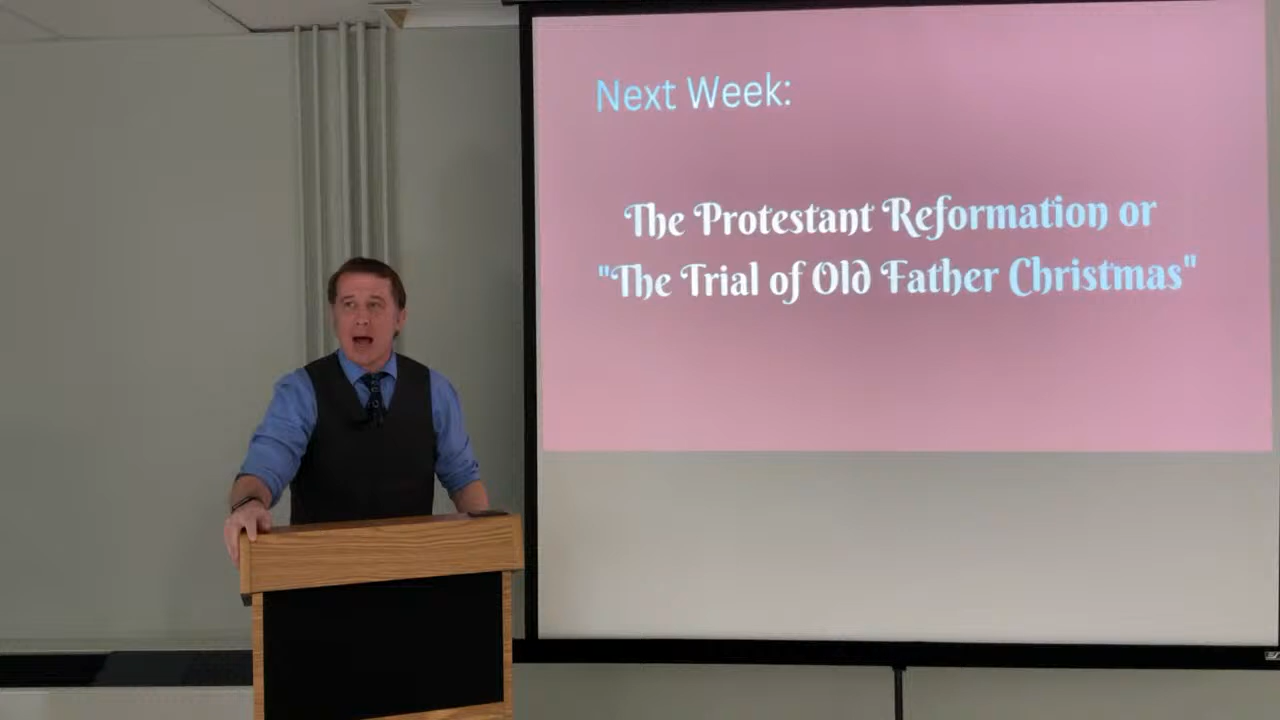 Next Week:
The Protestant Reformation or
"The Trial of Old Father Christmas"